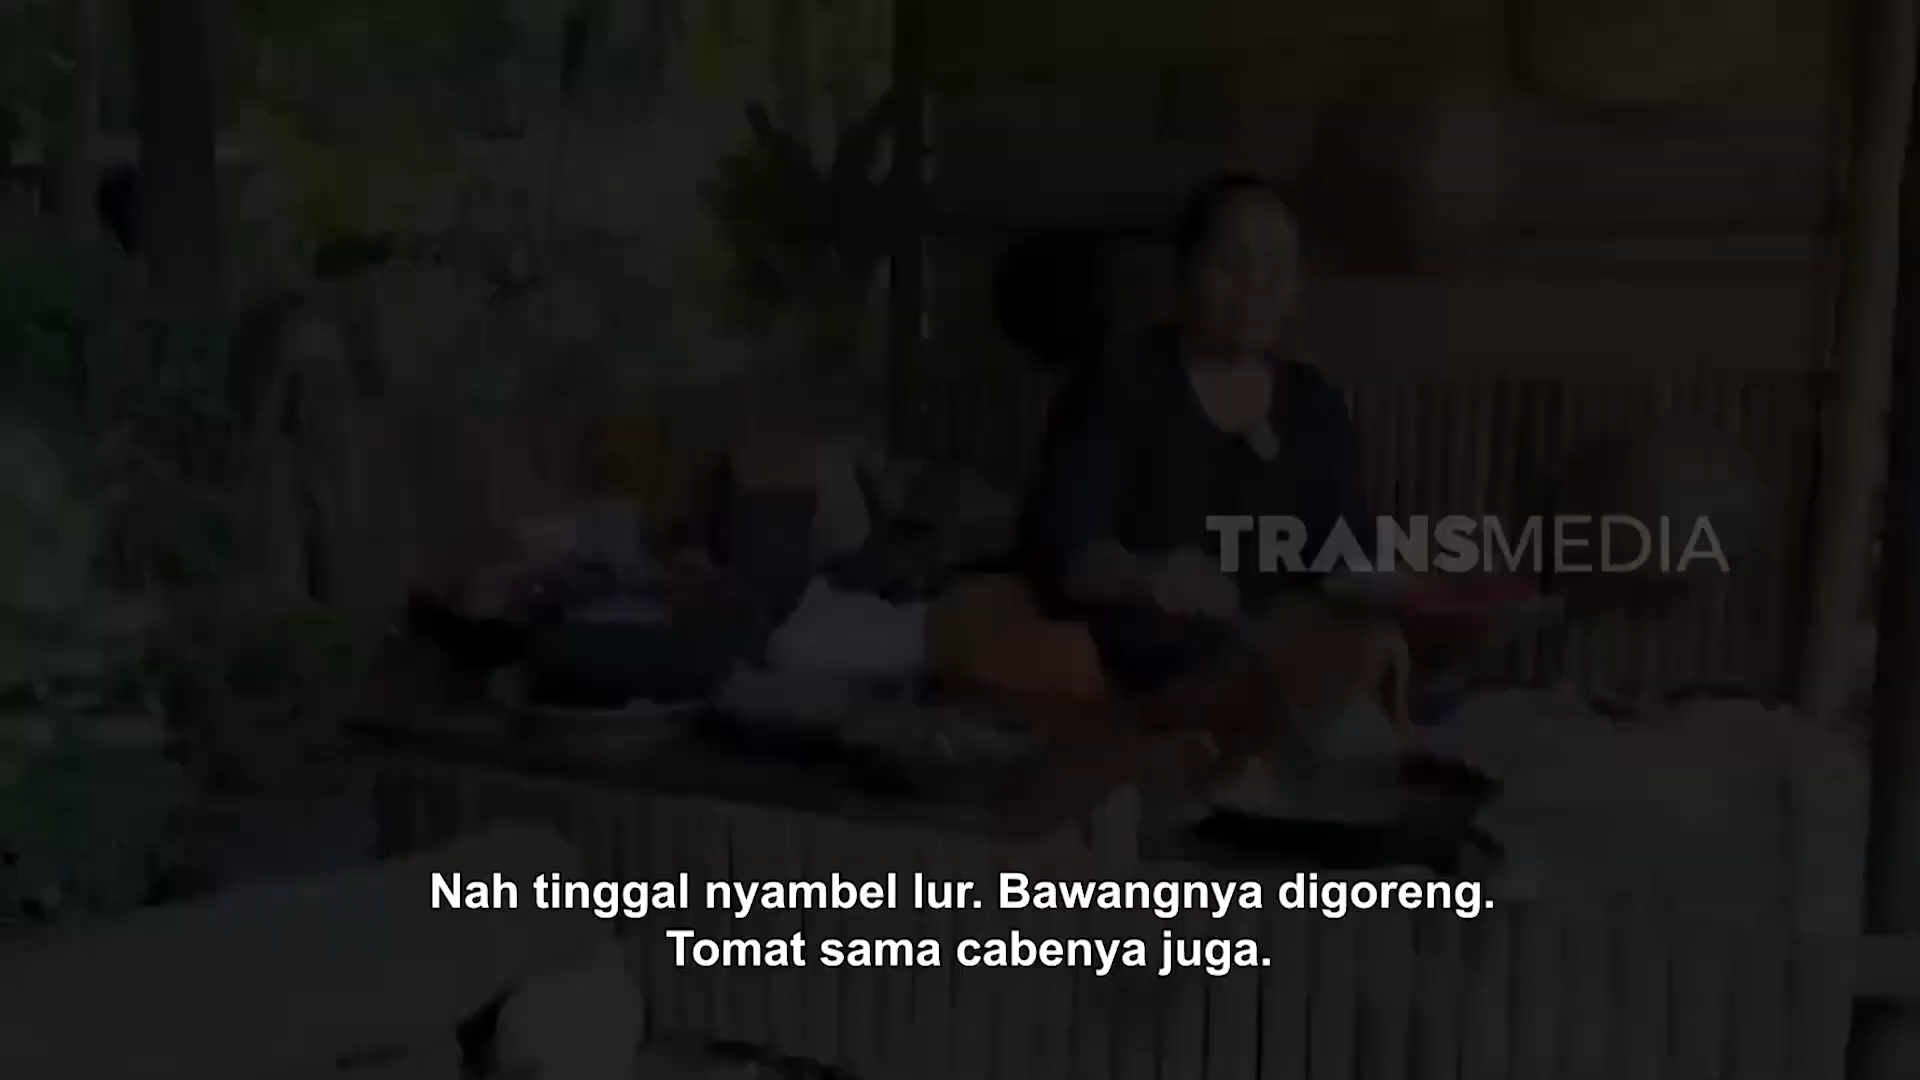 TRANSMEDIA
Nah tinggal nyambel lur. Bawangnya digoreng.
Tomat sama cabenya juga.